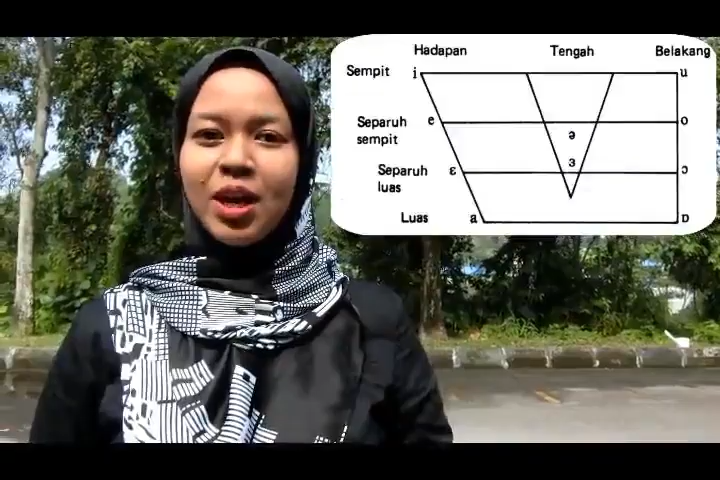 Hadapan Tengah Belakang
Sempit i u
Separuh
sempit e o
ə
Separuh
luas ɛ ɜ ɔ
Luas a ɒ